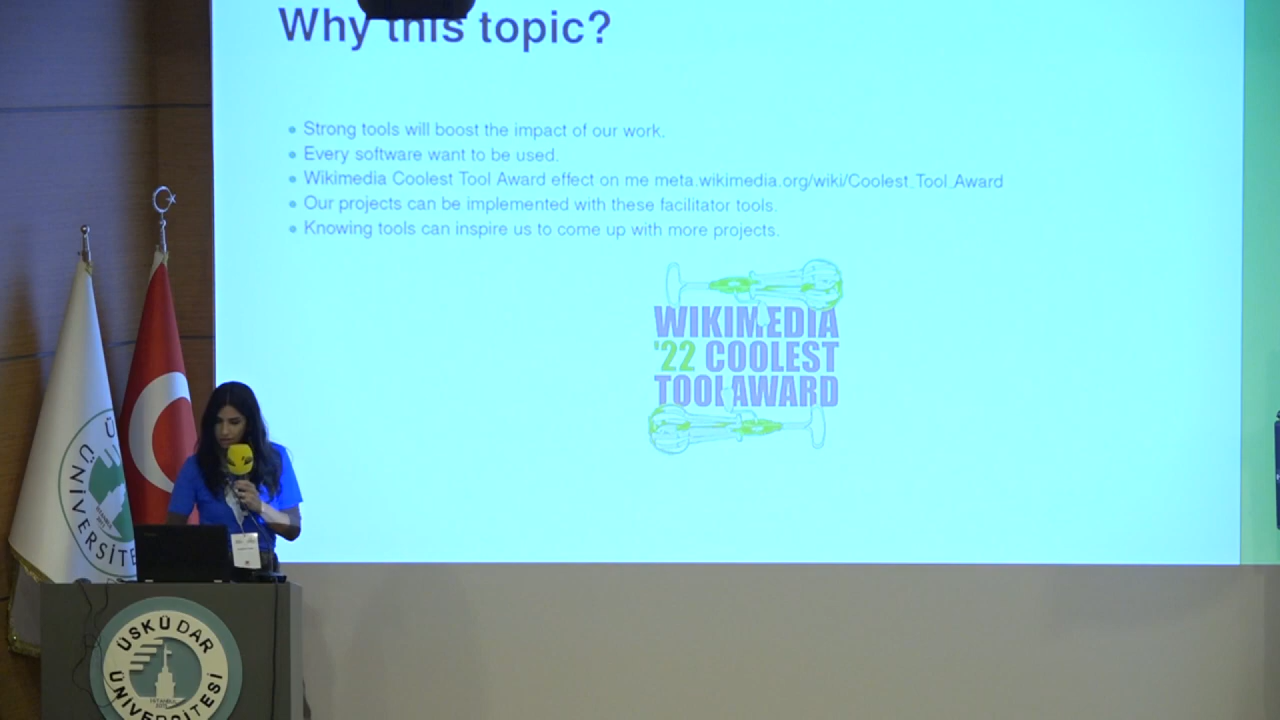 Why this topic?
Strong tools will boost the impact of our work.
Every software want to be used.
Wikimedia Coolest Tool Award effect on me meta.wikimedia.org/wiki/Coolest_Tool_Award
Our projects can be implemented with these facilitator tools.
Knowing tools can inspire us to come up with more projects.
WIKIMEDIA
'22 COOLEST
TOOL AWARD
ÜNİVERSİTE
ÜSKÜDAR
ÜNİVERSİTESİ